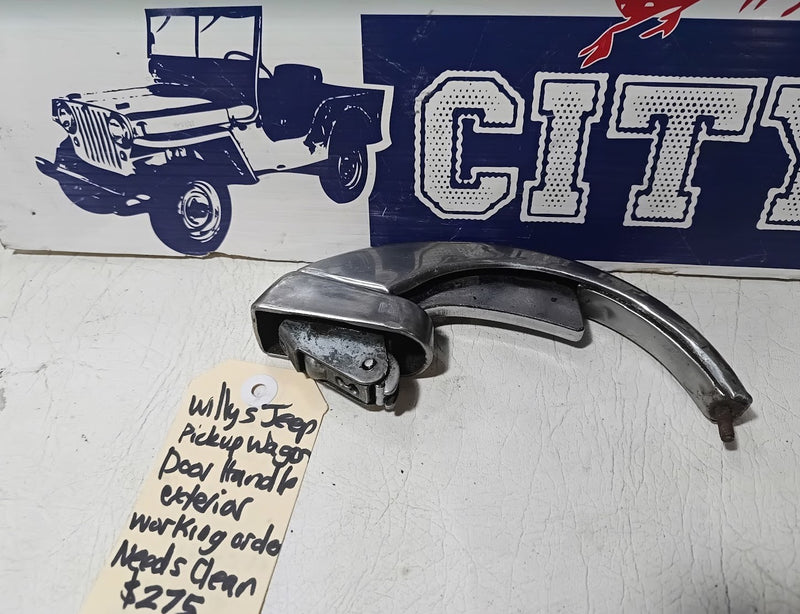 CITY
Willys Jeep
Pickup Wagon
Door Handle
exterior
working order
Needs Clean
$275